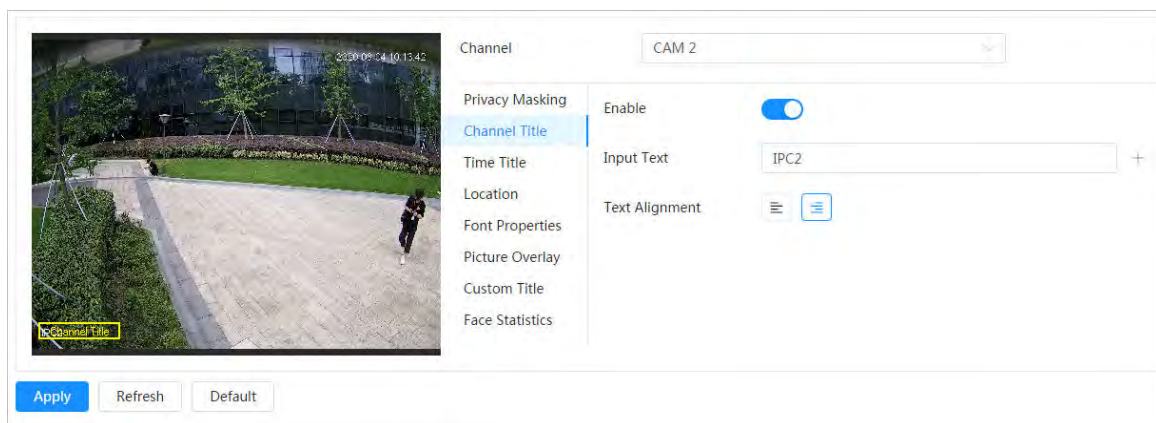 2020-09-04 10:13:42
Channel Title
Channel CAM 2
Privacy Masking
Channel Title
Time Title
Location
Font Properties
Picture Overlay
Custom Title
Face Statistics
Enable
Input Text IPC2 +
Text Alignment
Apply Refresh Default